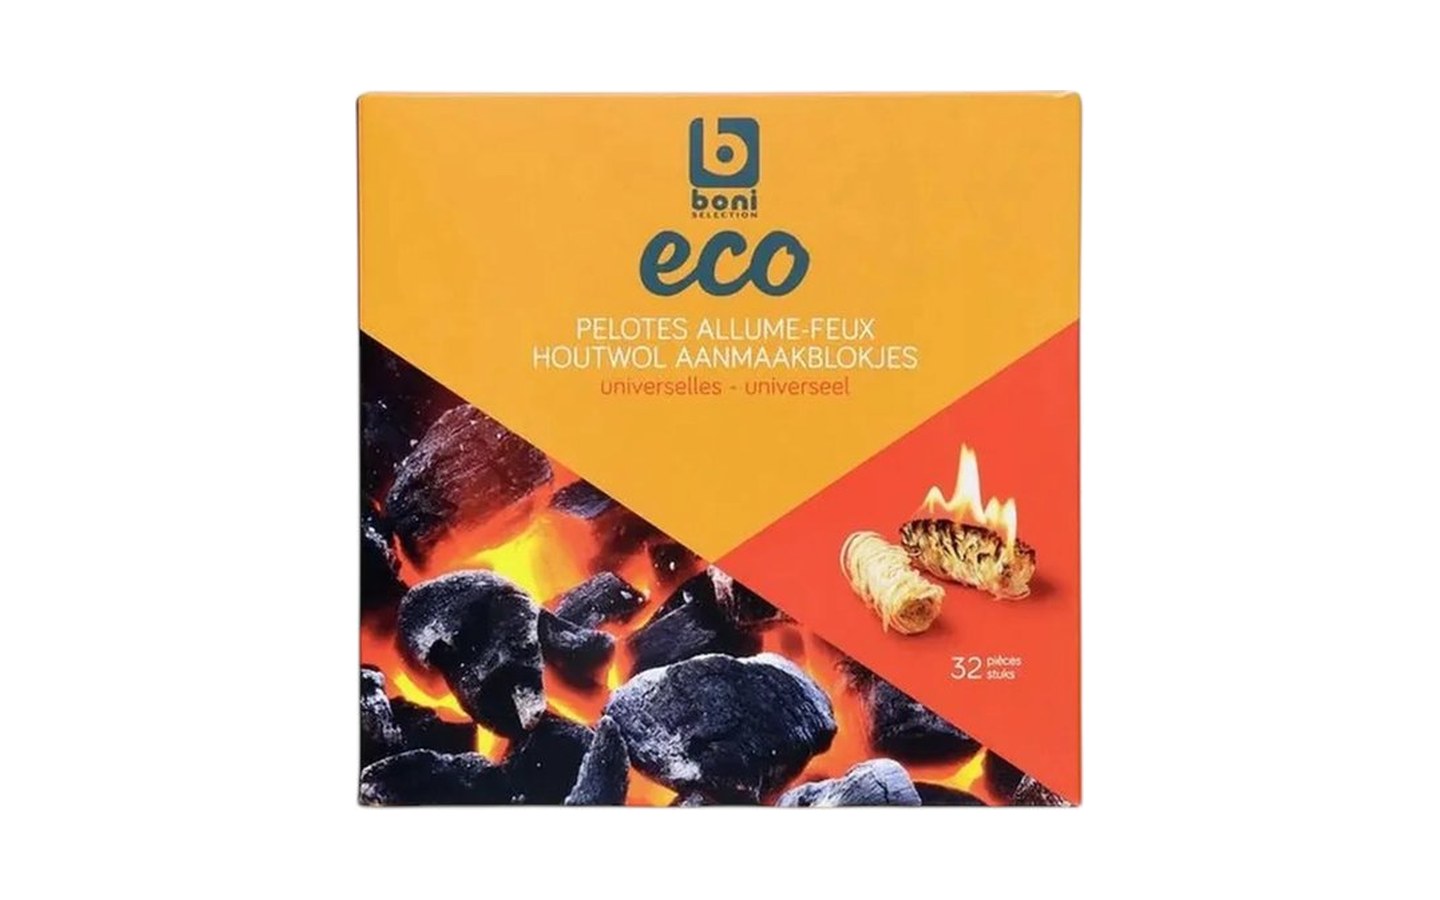 b
boni
SELECTION
eco
PELOTES ALLUME-FEUX
HOUTWOL AANMAAKBLOKJES
universelles - universeel
32 pièces
stuks